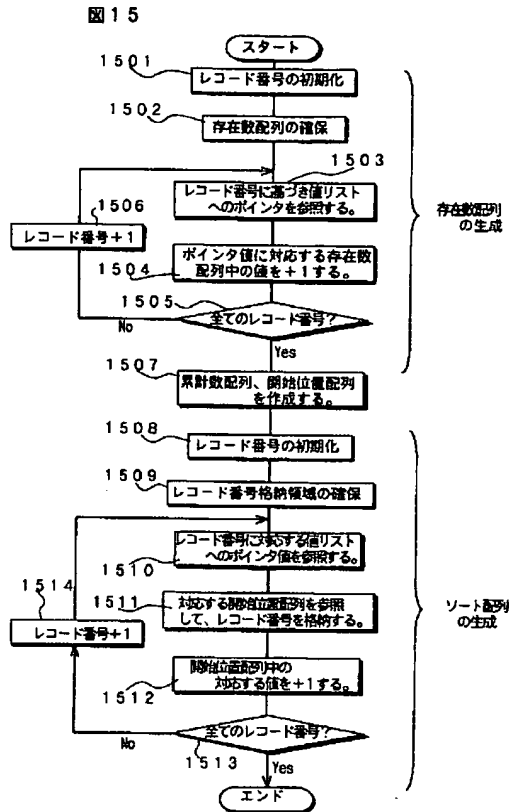 図15
スタート
1501
レコード番号の初期化
1502
存在数配列の確保
1503
レコード番号に基づき値リスト
へのポインタを参照する。
1506
レコード番号+1
1504
ポインタ値に対応する存在数
配列中の値を+1する。
1505
全てのレコード番号?
No
Yes
存在数配列
の生成
1507
累計数配列、開始位置配列
を作成する。
1508
レコード番号の初期化
1509
レコード番号格納領域の確保
レコード番号に対応する値リスト
へのポインタ値を参照する。
1510
1514
レコード番号+1
1511
対応する開始位置配列を参照
して、レコード番号を格納する。
開始位置配列中の
対応する値を+1する。
1512
全てのレコード番号?
No
1513
Yes
エンド
ソート配列
の生成